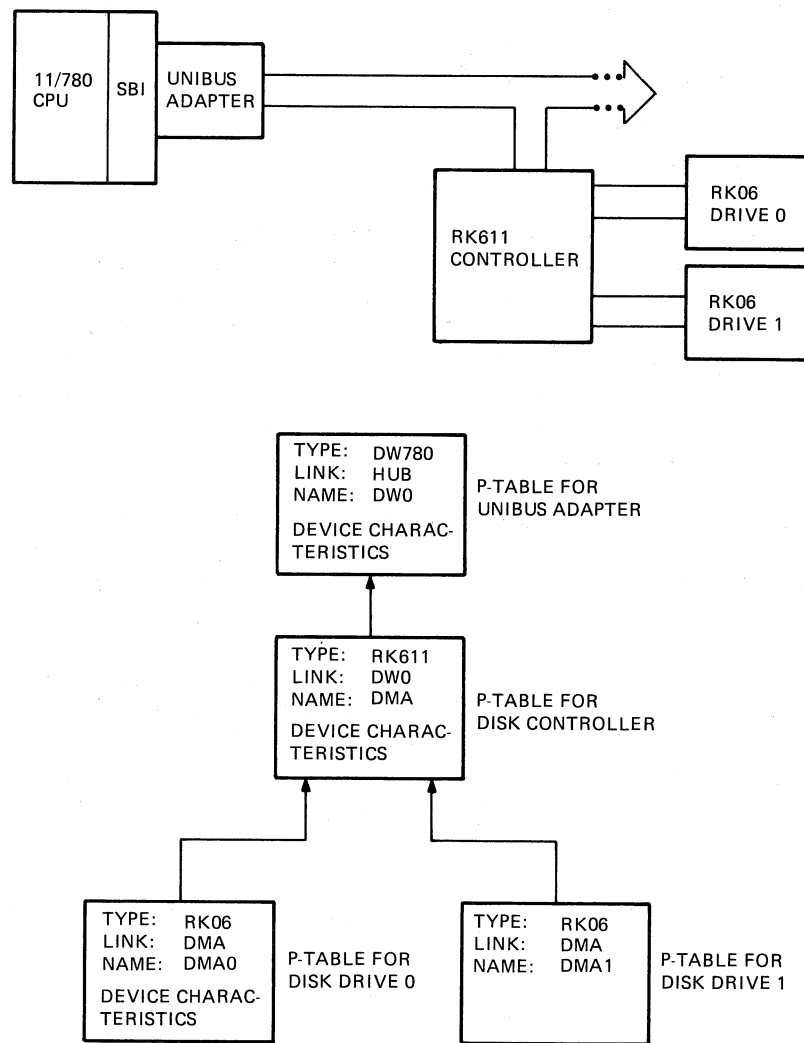 11/780
CPU
SBI
UNIBUS
ADAPTER
RK611
CONTROLLER
RK06
DRIVE 0
RK06
DRIVE 1
TYPE: DW780
LINK: HUB
NAME: DW0
DEVICE CHARAC-
TERISTICS
P-TABLE FOR
UNIBUS ADAPTER
TYPE: RK611
LINK: DW0
NAME: DMA
DEVICE CHARAC-
TERISTICS
P-TABLE FOR
DISK CONTROLLER
TYPE: RK06
LINK: DMA
NAME: DMA0
DEVICE CHARAC-
TERISTICS
P-TABLE FOR
DISK DRIVE 0
TYPE: RK06
LINK: DMA
NAME: DMA1
P-TABLE FOR
DISK DRIVE 1